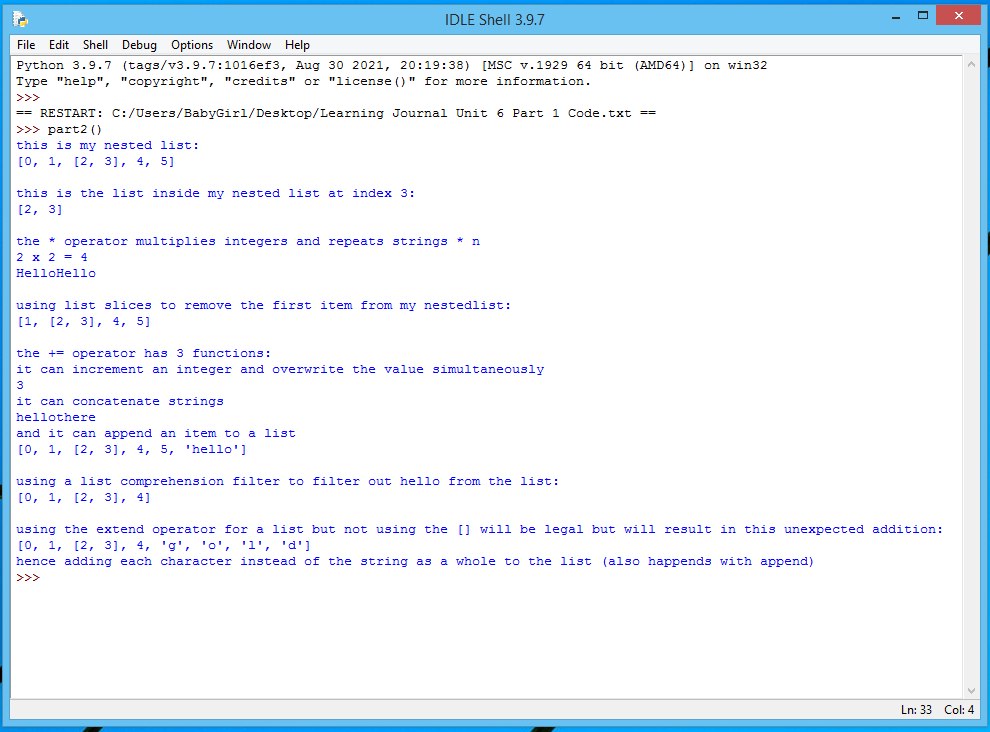 IDLE Shell 3.9.7
File Edit Shell Debug Options Window Help
Python 3.9.7 (tags/v3.9.7:1016ef3, Aug 30 2021, 20:19:38) [MSC v.1929 64 bit (AMD64)] on win32
Type "help", "copyright", "credits" or "license()" for more information.
>>>
== RESTART: C:/Users/BabyGirl/Desktop/Learning Journal Unit 6 Part 1 Code.txt ==
>>> part2()
this is my nested list:
[0, 1, [2, 3], 4, 5]
this is the list inside my nested list at index 3:
[2, 3]
the * operator multiplies integers and repeats strings * n
2 x 2 = 4
HelloHello
using list slices to remove the first item from my nestedlist:
[1, [2, 3], 4, 5]
the += operator has 3 functions:
it can increment an integer and overwrite the value simultaneously
3
it can concatenate strings
hellothere
and it can append an item to a list
[0, 1, [2, 3], 4, 5, 'hello']
using a list comprehension filter to filter out hello from the list:
[0, 1, [2, 3], 4]
using the extend operator for a list but not using the [] will be legal but will result in this unexpected addition:
[0, 1, [2, 3], 4, 'g', 'o', 'l', 'd']
hence adding each character instead of the string as a whole to the list (also happends with append)
>>>
Ln: 33 Col: 4